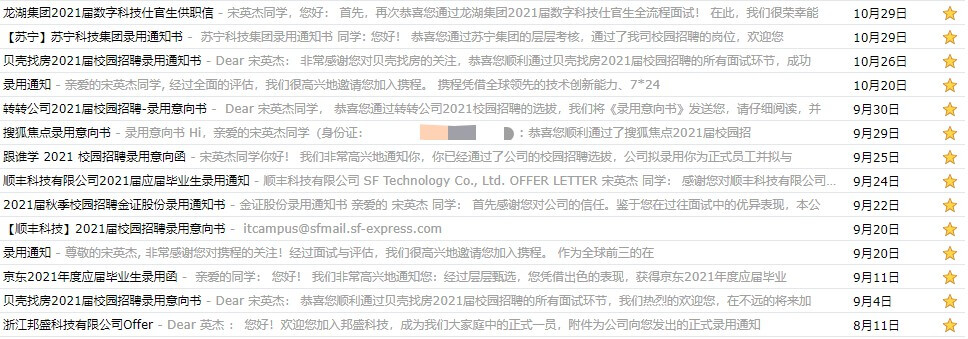 龙湖集团2021届数字科技仕官生供职信 - 宋英杰同学，您好： 首先，再次恭喜您通过龙湖集团2021届数字科技仕官生全流程面试！ 在此，我们很荣幸能 10月29日
【苏宁】苏宁科技集团录用通知书 - 苏宁科技集团录用通知书 同学：您好！ 恭喜您通过苏宁集团的层层考核，通过了我司校园招聘的岗位，欢迎您 10月29日
贝壳找房2021届校园招聘录用通知书 - Dear 宋英杰： 非常感谢您对贝壳找房的关注，恭喜您顺利通过贝壳找房2021届校园招聘的所有面试环节，成功 10月26日
录用通知 - 亲爱的宋英杰同学, 经过全面的评估，我们很高兴地邀请您加入携程。 携程凭借全球领先的技术创新能力、7*24 10月20日
转转公司2021届校园招聘-录用意向书 - Dear 宋英杰同学， 恭喜您通过转转公司2021校园招聘的选拔，我们将《录用意向书》发送您，请仔细阅读，并 9月30日
搜狐焦点录用意向书 - 录用意向书 Hi，亲爱的宋英杰同学（身份证： ：恭喜您顺利通过了搜狐焦点2021届校园招 9月29日
跟谁学 2021 校园招聘录用意向函 - 宋英杰同学你好！ 我们非常高兴地通知你，你已经通过了公司的校园招聘选拔，公司拟录用你为正式员工并拟与 9月25日
顺丰科技有限公司2021届应届毕业生录用通知 - 顺丰科技有限公司 SF Technology Co., Ltd. OFFER LETTER 宋英杰 同学： 感谢您对顺丰科技有限公司... 9月24日
2021届秋季校园招聘金证股份录用通知书 - 金证股份录用通知书 亲爱的 宋英杰 同学： 首先感谢您对公司的信任。鉴于您在过往面试中的优异表现，本公 9月22日
【顺丰科技】2021届校园招聘录用意向书 - itcampus@sfmail.sf-express.com 9月20日
录用通知 - 尊敬的宋英杰, 非常感谢您对携程的关注！经过面试与评估，我们很高兴地邀请您加入携程。 作为全球前三的在 9月20日
京东2021年度应届毕业生录用函 - 亲爱的同学： 您好！ 我们非常高兴地通知您：经过层层甄选，您凭借出色的表现，获得京东2021年度应届毕业 9月11日
贝壳找房2021届校园招聘录用意向书 - Dear 宋英杰： 恭喜您顺利通过贝壳找房2021届校园招聘的所有面试环节，我们热烈的欢迎您，在不远的将来加 9月4日
浙江邦盛科技有限公司Offer - Dear 英杰 ： 您好！欢迎您加入邦盛科技，成为我们大家庭中的正式一员，附件为公司向您发出的正式录用通知 8月11日